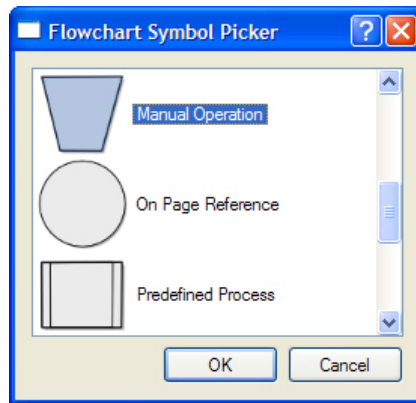 Flowchart Symbol Picker
Manual Operation
On Page Reference
Predefined Process
OK
Cancel